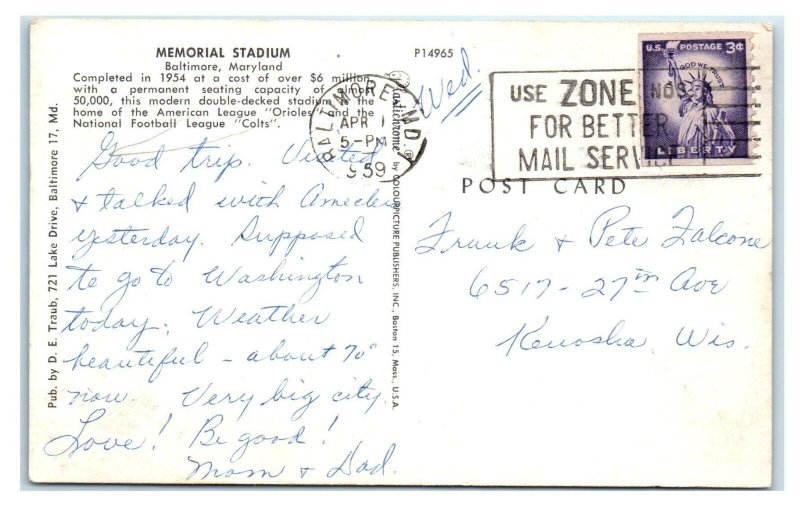 MEMORIAL STADIUM
Baltimore, Maryland
Completed in 1954 at a cost of over $6 million
with a permanent seating capacity of almost
50,000, this modern double-decked stadium is the
home of the American League "Orioles" and the
National Football League "Colts".
P14965
Wed.
Good trip. Visited
& talked with
yesterday. Supposed
to go to Washington
today. Weather
beautiful - about 70°
now. Very big city.
Love! Be good!
Mom & Dad.
Pub. by D. E. Traub, 721 Lake Drive, Baltimore 17, Md.
Plastichrome ® by COLOURPICTURE PUBLISHERS, INC., Boston 15, Mass., U.S.A.
BALTIMORE, MD.
APR 1
5-PM
1959
USE ZONE NOS.
FOR BETTER
MAIL SERVICE
U.S. POSTAGE 3¢
IN GOD WE TRUST
LIBERTY
POST CARD
Frank & Pete Falcone
6517-27th Ave
Kenosha, Wis.